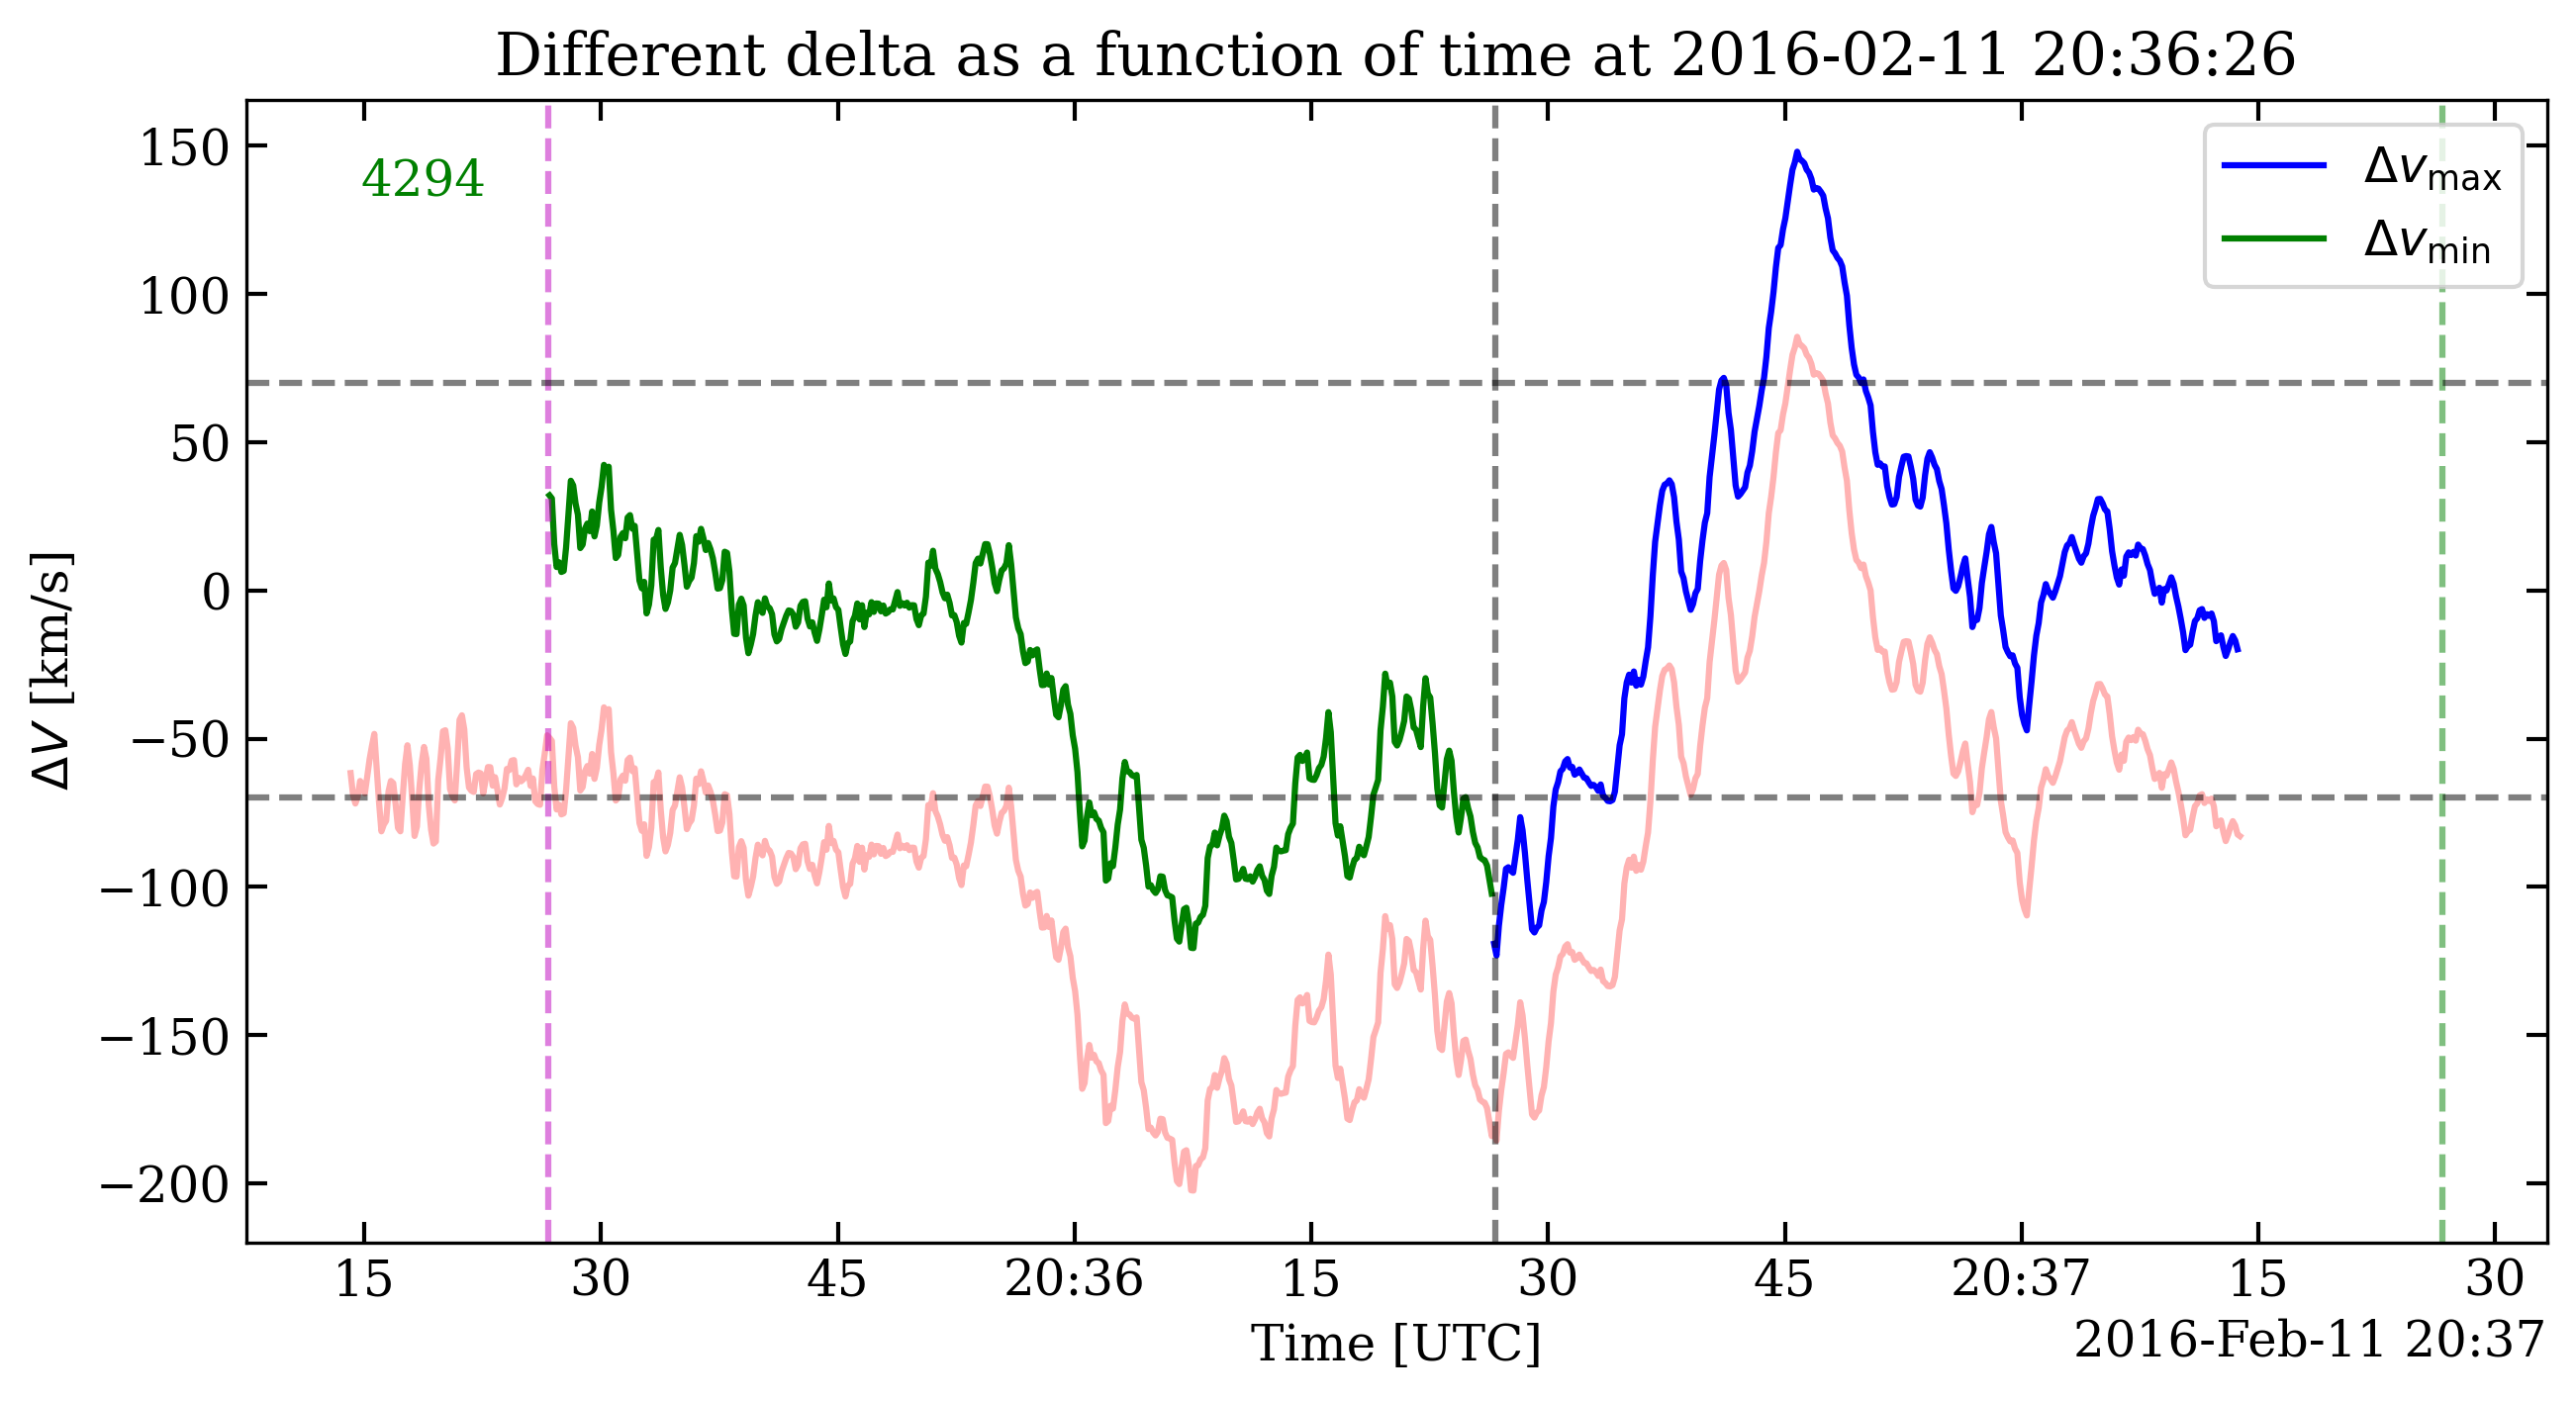 Different delta as a function of time at 2016-02-11 20:36:26
4294
Δv_max
Δv_min
150
100
50
0
−50
−100
−150
−200
ΔV [km/s]
15 30 45 20:36 15 30 45 20:37 15 30
Time [UTC]
2016-Feb-11 20:37